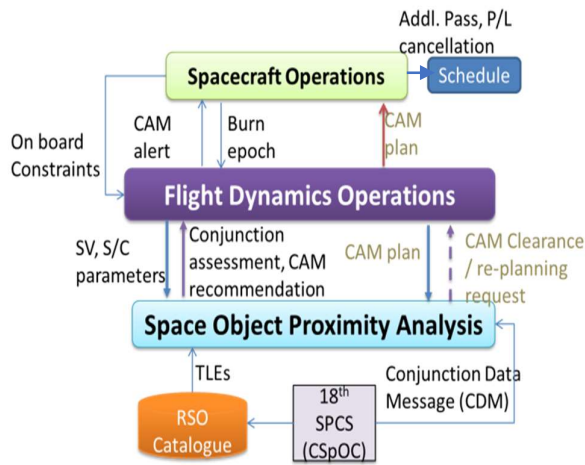 Addl. Pass, P/L
cancellation
Spacecraft Operations
Schedule
On board
Constraints
CAM
alert
Burn
epoch
CAM
plan
Flight Dynamics Operations
SV, S/C
parameters
Conjunction
assessment, CAM
recommendation
CAM plan
CAM Clearance
/ re-planning
request
Space Object Proximity Analysis
TLEs
RSO
Catalogue
18th
SPCS
(CSpOC)
Conjunction Data
Message (CDM)